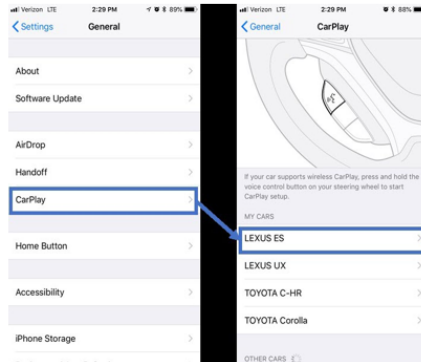 Verizon LTE 2:29 PM 89%
Settings General
About
Software Update
AirDrop
Handoff
CarPlay
Home Button
Accessibility
iPhone Storage
Verizon LTE 2:29 PM 88%
General CarPlay
If your car supports wireless CarPlay, press and hold the
voice control button on your steering wheel to start
CarPlay setup.
MY CARS
LEXUS ES
LEXUS UX
TOYOTA C-HR
TOYOTA Corolla
OTHER CARS